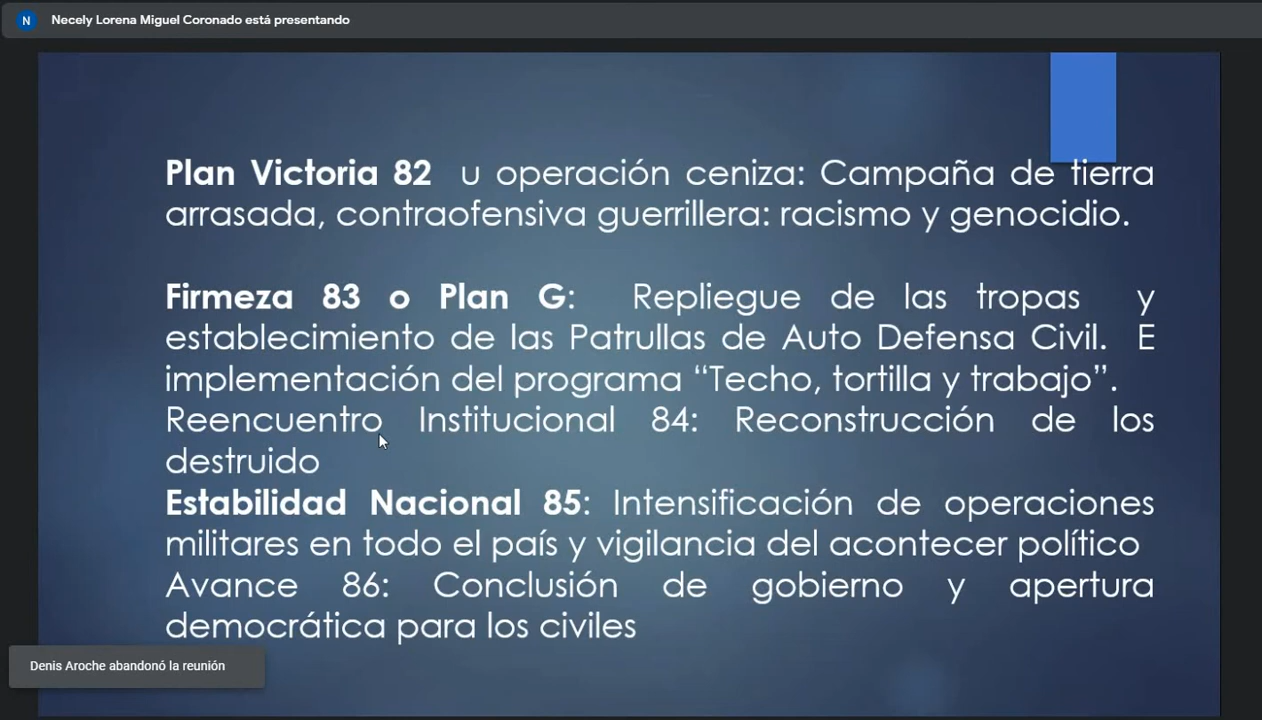 N Necely Lorena Miguel Coronado está presentando
Plan Victoria 82 u operación ceniza: Campaña de tierra
arrasada, contraofensiva guerrillera: racismo y genocidio.
Firmeza 83 o Plan G: Repliegue de las tropas y
establecimiento de las Patrullas de Auto Defensa Civil. E
implementación del programa “Techo, tortilla y trabajo”.
Reencuentro Institucional 84: Reconstrucción de los
destruido
Estabilidad Nacional 85: Intensificación de operaciones
militares en todo el país y vigilancia del acontecer político
Avance 86: Conclusión de gobierno y apertura
democrática para los civiles
Denis Aroche abandonó la reunión